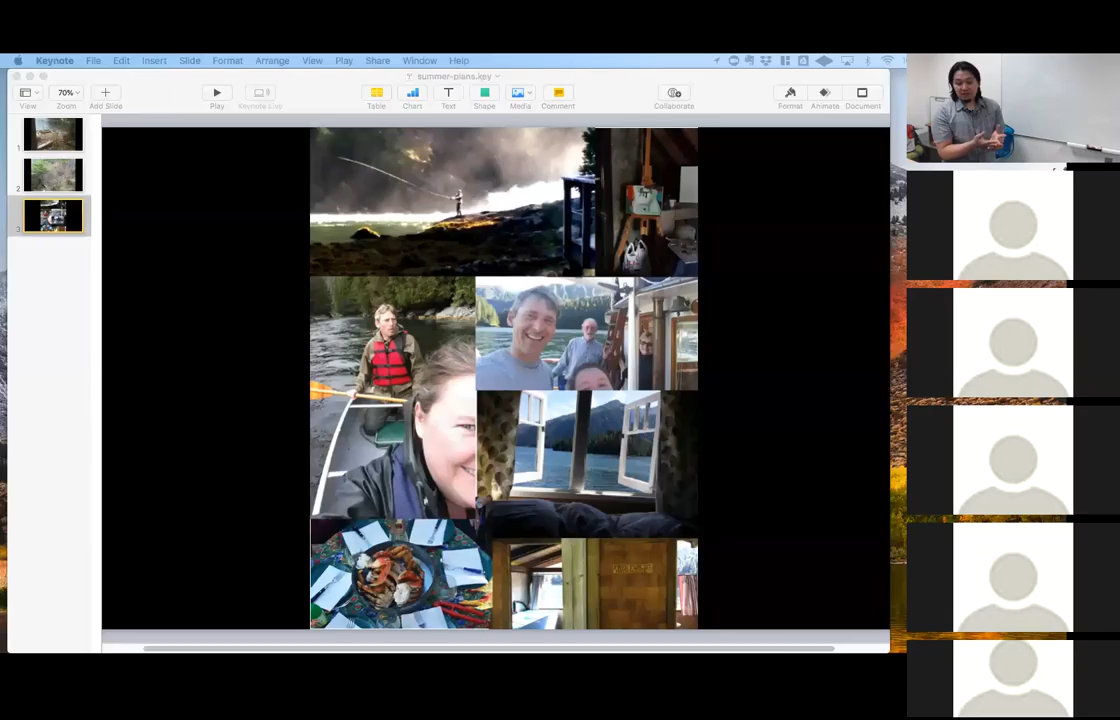 Keynote File Edit Insert Slide Format Arrange View Play Share Window Help
summer-plans.key
70%
View Zoom Add Slide Play Keynote Live Table Chart Text Shape Media Comment Collaborate Format Animate Document
1
2
3